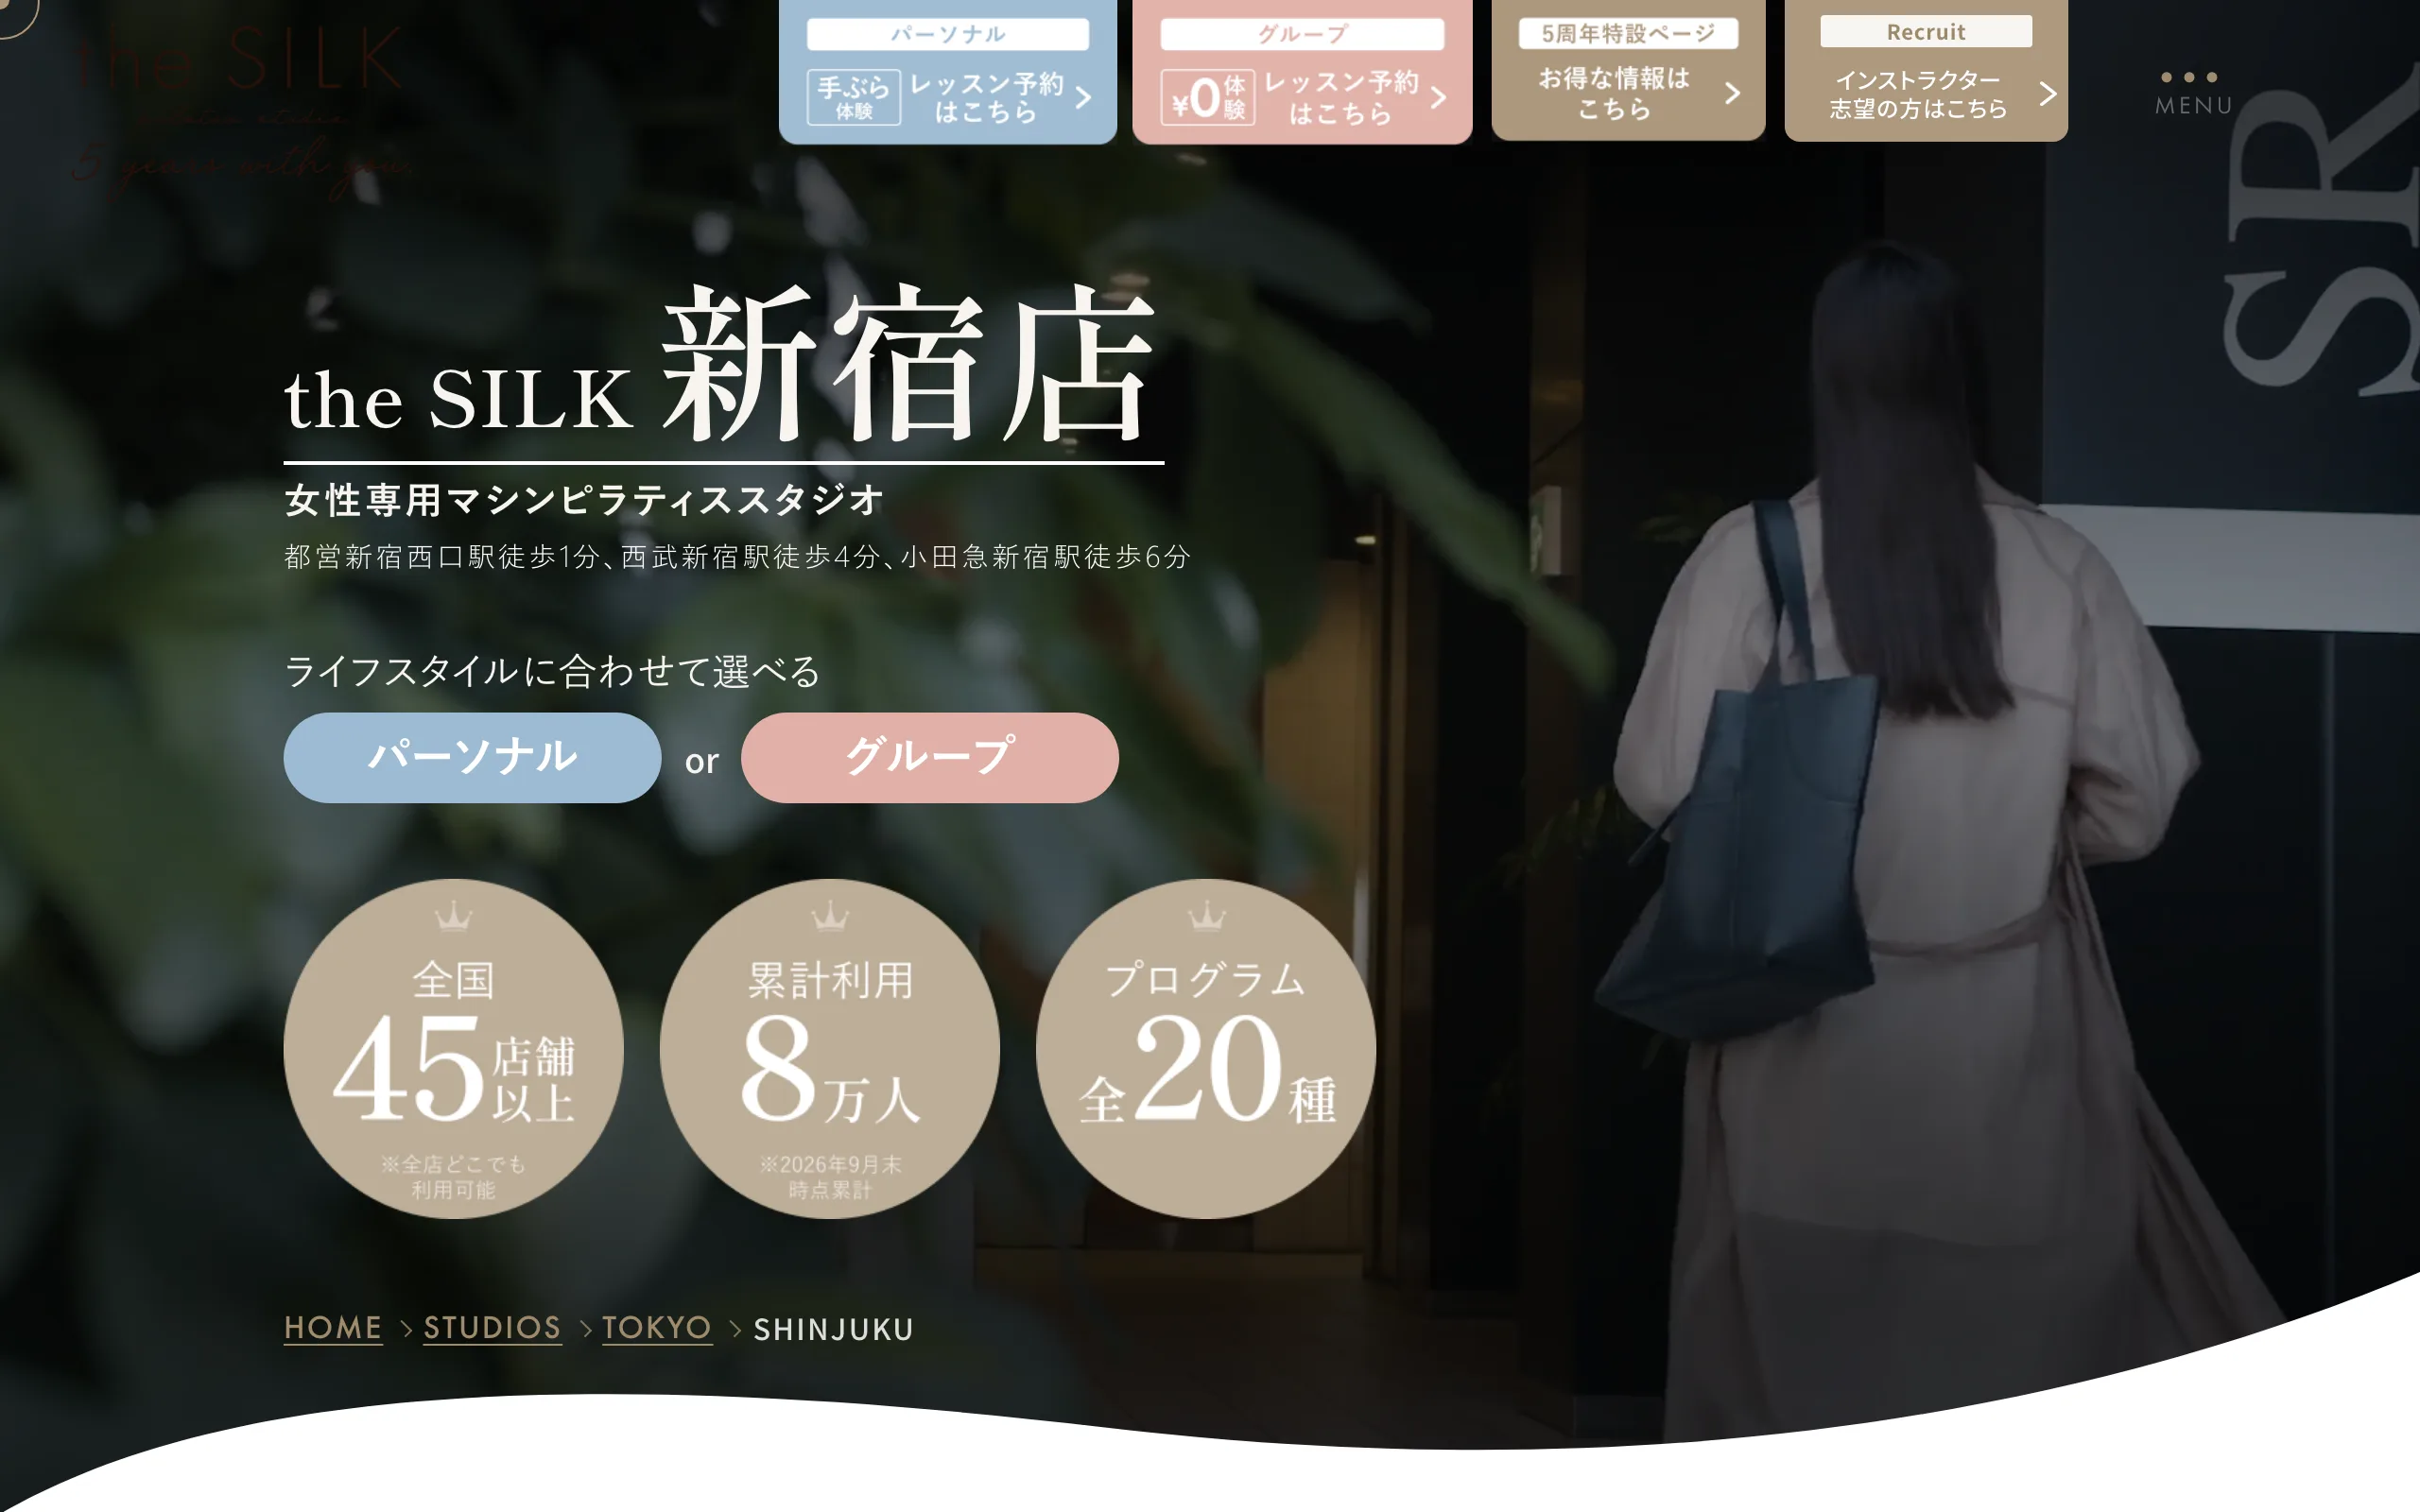 the SILK
5 years with you.
パーソナル
手ぶら体験
レッスン予約はこちら
グループ
¥0体験
レッスン予約はこちら
5周年特設ページ
お得な情報は
こちら
Recruit
インストラクター
志望の方はこちら
MENU
SR
the SILK 新宿店
女性専用マシンピラティススタジオ
都営新宿西口駅徒歩1分、西武新宿駅徒歩4分、小田急新宿駅徒歩6分
ライフスタイルに合わせて選べる
パーソナル or グループ
全国
45店舗以上
※全店どこでも
利用可能
累計利用
8万人
※2026年9月末
時点累計
プログラム
全20種
HOME > STUDIOS > TOKYO > SHINJUKU